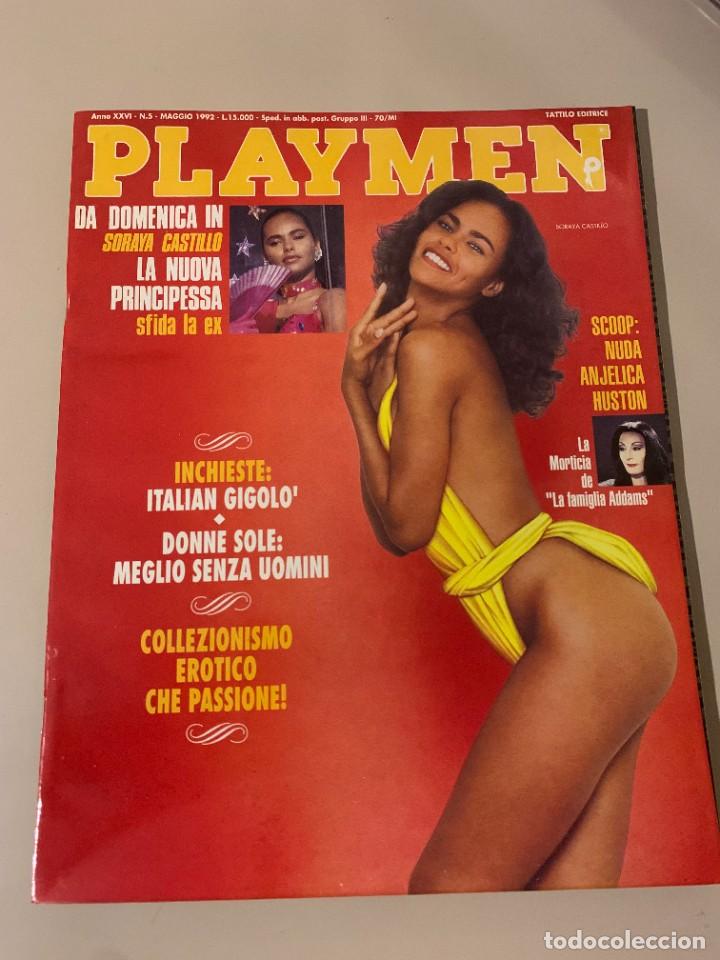 Anno XXVI - N.5 - MAGGIO 1992 - L.15.000 - Sped. in abb. post. Gruppo III - 70/MI
TATTILO EDITRICE
PLAYMEN
DA DOMENICA IN
SORAYA CASTILLO
LA NUOVA
PRINCIPESSA
sfida la ex
SORAYA CASTILLO
SCOOP:
NUDA
ANJELICA
HUSTON
La
Morticia
de
"La famiglia Addams"
INCHIESTE:
ITALIAN GIGOLO'
DONNE SOLE:
MEGLIO SENZA UOMINI
COLLEZIONISMO
EROTICO
CHE PASSIONE!
todocoleccion.net